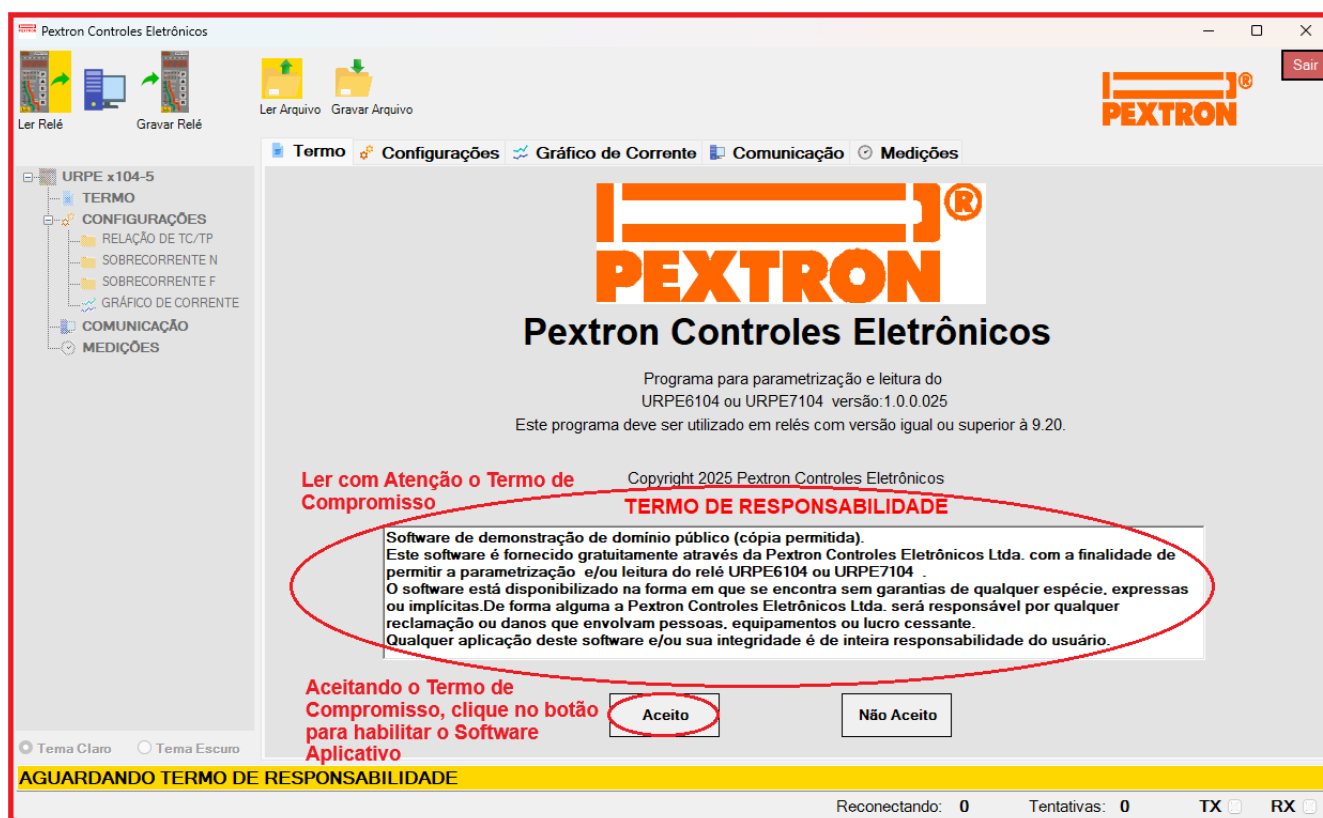 Pextron Controles Eletrônicos
Sair
Ler Relé
Gravar Relé
Ler Arquivo
Gravar Arquivo
PEXTRON®
Termo
Configurações
Gráfico de Corrente
Comunicação
Medições
URPE x104-5
TERMO
CONFIGURAÇÕES
RELAÇÃO DE TC/TP
SOBRECORRENTE N
SOBRECORRENTE F
GRÁFICO DE CORRENTE
COMUNICAÇÃO
MEDIÇÕES
PEXTRON®
Pextron Controles Eletrônicos
Programa para parametrização e leitura do
URPE6104 ou URPE7104 versão:1.0.0.025
Este programa deve ser utilizado em relés com versão igual ou superior à 9.20.
Ler com Atenção o Termo de
Compromisso
Copyright 2025 Pextron Controles Eletrônicos
TERMO DE RESPONSABILIDADE
Software de demonstração de domínio público (cópia permitida).
Este software é fornecido gratuitamente através da Pextron Controles Eletrônicos Ltda. com a finalidade de
permitir a parametrização e/ou leitura do relé URPE6104 ou URPE7104 .
O software está disponibilizado na forma em que se encontra sem garantias de qualquer espécie, expressas
ou implícitas.De forma alguma a Pextron Controles Eletrônicos Ltda. será responsável por qualquer
reclamação ou danos que envolvam pessoas, equipamentos ou lucro cessante.
Qualquer aplicação deste software e/ou sua integridade é de inteira responsabilidade do usuário.
Aceitando o Termo de
Compromisso, clique no botão
para habilitar o Software
Aplicativo
Aceito
Não Aceito
Tema Claro
Tema Escuro
AGUARDANDO TERMO DE RESPONSABILIDADE
Reconectando: 0
Tentativas: 0
TX
RX